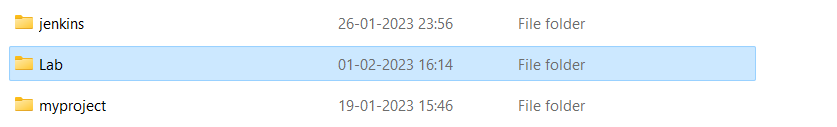 jenkins 26-01-2023 23:56 File folder
Lab 01-02-2023 16:14 File folder
myproject 19-01-2023 15:46 File folder